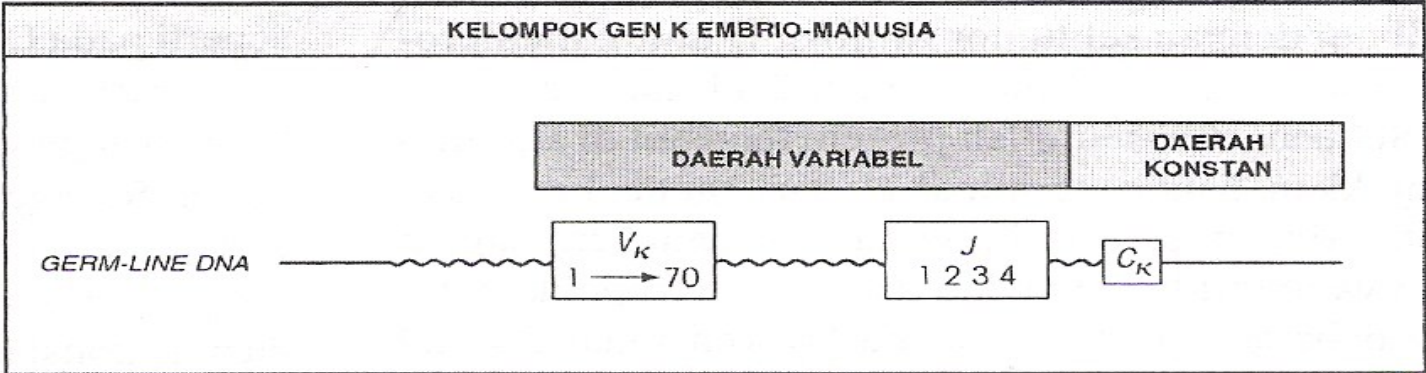 KELOMPOK GEN K EMBRIO-MANUSIA
DAERAH VARIABEL
DAERAH
KONSTAN
GERM-LINE DNA
Vκ
1 → 70
J
1 2 3 4
Cκ